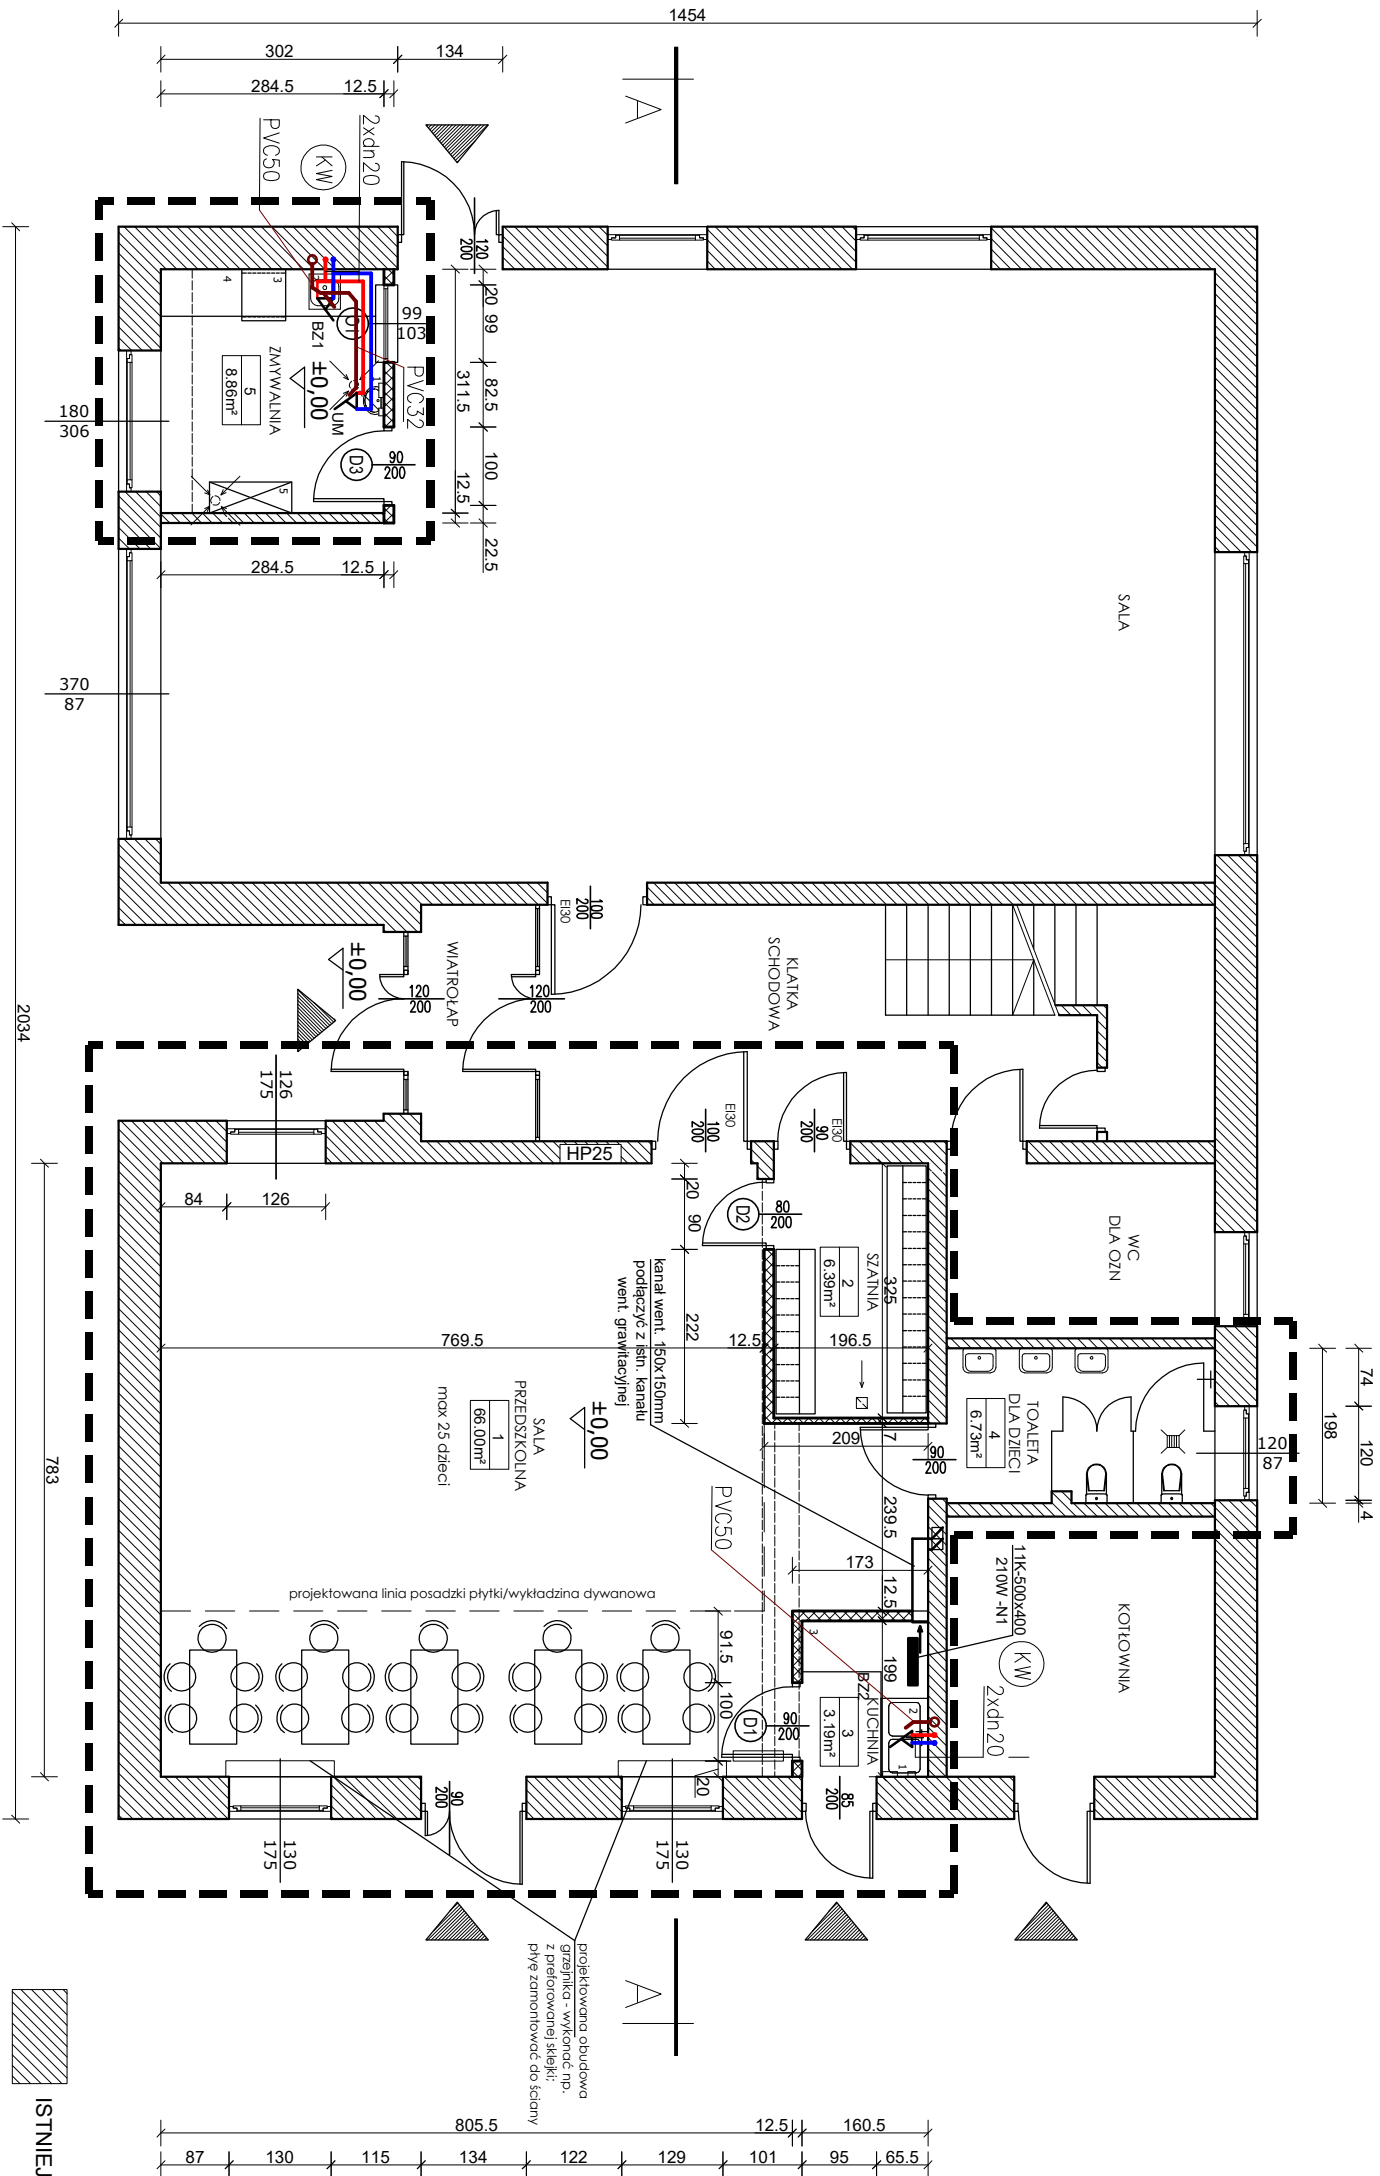 1454
302
134
284.5
12.5
A
2xdn20
PVC50
KW
120
200
20
99
82.5
100
22.5
311.5
12.5
99
103
3
4
BZ1
±0,00
ZMYWALNIA
5
8.86m²
PVC32
UM
D3
90
200
5
180
306
284.5
12.5
370
87
SALA
100
200
EI30
KLATKA
SCHODOWA
WIATROŁAP
±0,00
120
200
120
200
2034
783
126
175
84
126
HP25
EI30
100
200
EI30
90
200
20
90
222
D2
80
200
325
SZATNIA
2
6.39m²
WC
DLA OZN
769.5
12.5
196.5
kanał went. 150x150mm
podłączyć z istn. kanału
went. grawitacyjnej
SALA
PRZEDSZKOLNA
1
66.00m²
max 25 dzieci
±0,00
209
7
90
200
TOALETA
DLA DZIECI
4
6.73m²
74
120
4
198
120
87
PVC50
239.5
173
12.5
199
11K-500x400
210W -N1
KW
2xdn20
KOTŁOWNIA
projektowana linia posadzki płytki/wykładzina dywanowa
91.5
100
20
3
BZ2
KUCHNIA
3
3.19m²
2
1
D1
90
200
85
200
90
200
130
175
130
175
A
projektowana obudowa
grzejnika - wykonać np.
z preforowanej sklejki;
płyę zamontować do ściany
805.5
12.5
160.5
87
130
115
134
122
129
101
95
65.5
ISTNIEJ